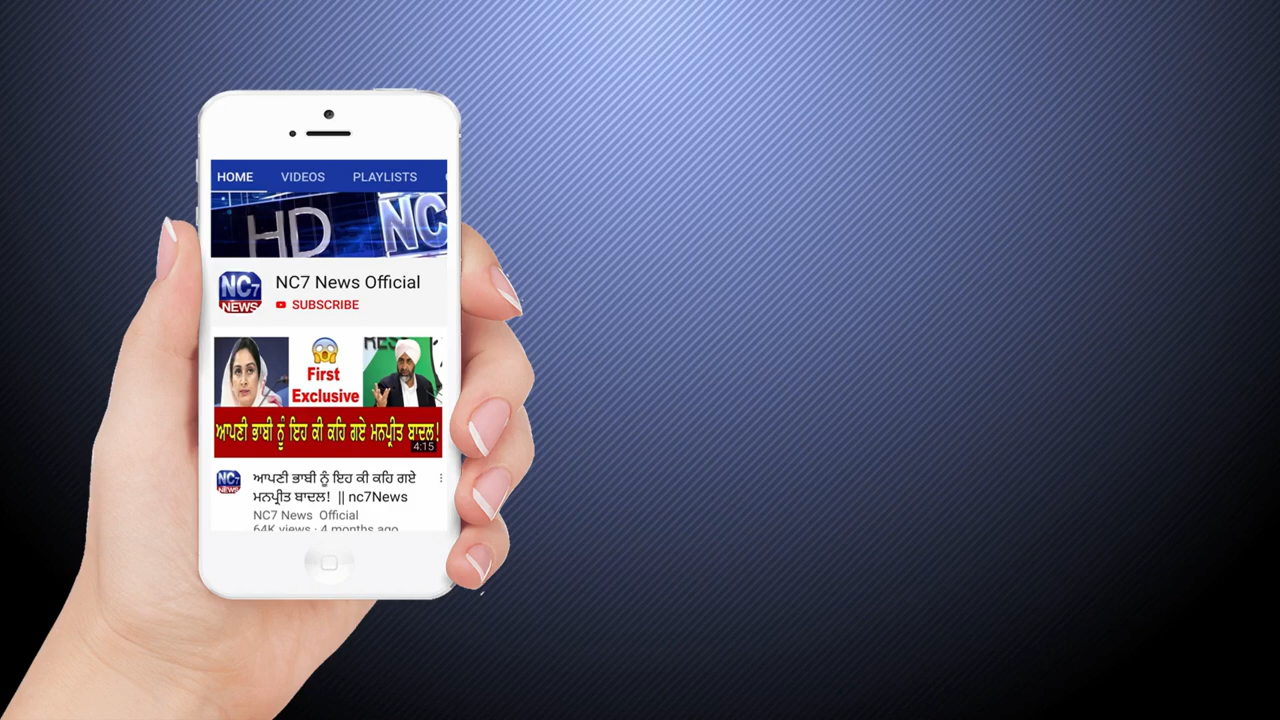 HOME VIDEOS PLAYLISTS
HD NC
NC7 NEWS
NC7 News Official
SUBSCRIBE
First
Exclusive
ਆਪਣੀ ਭਾਬੀ ਨੂੰ ਇਹ ਕੀ ਕਹਿ ਗਏ ਮਨਪ੍ਰੀਤ ਬਾਦਲ!
4:15
NC7 NEWS
ਆਪਣੀ ਭਾਬੀ ਨੂੰ ਇਹ ਕੀ ਕਹਿ ਗਏ
ਮਨਪ੍ਰੀਤ ਬਾਦਲ! || nc7News
NC7 News Official
64K views · 4 months ago